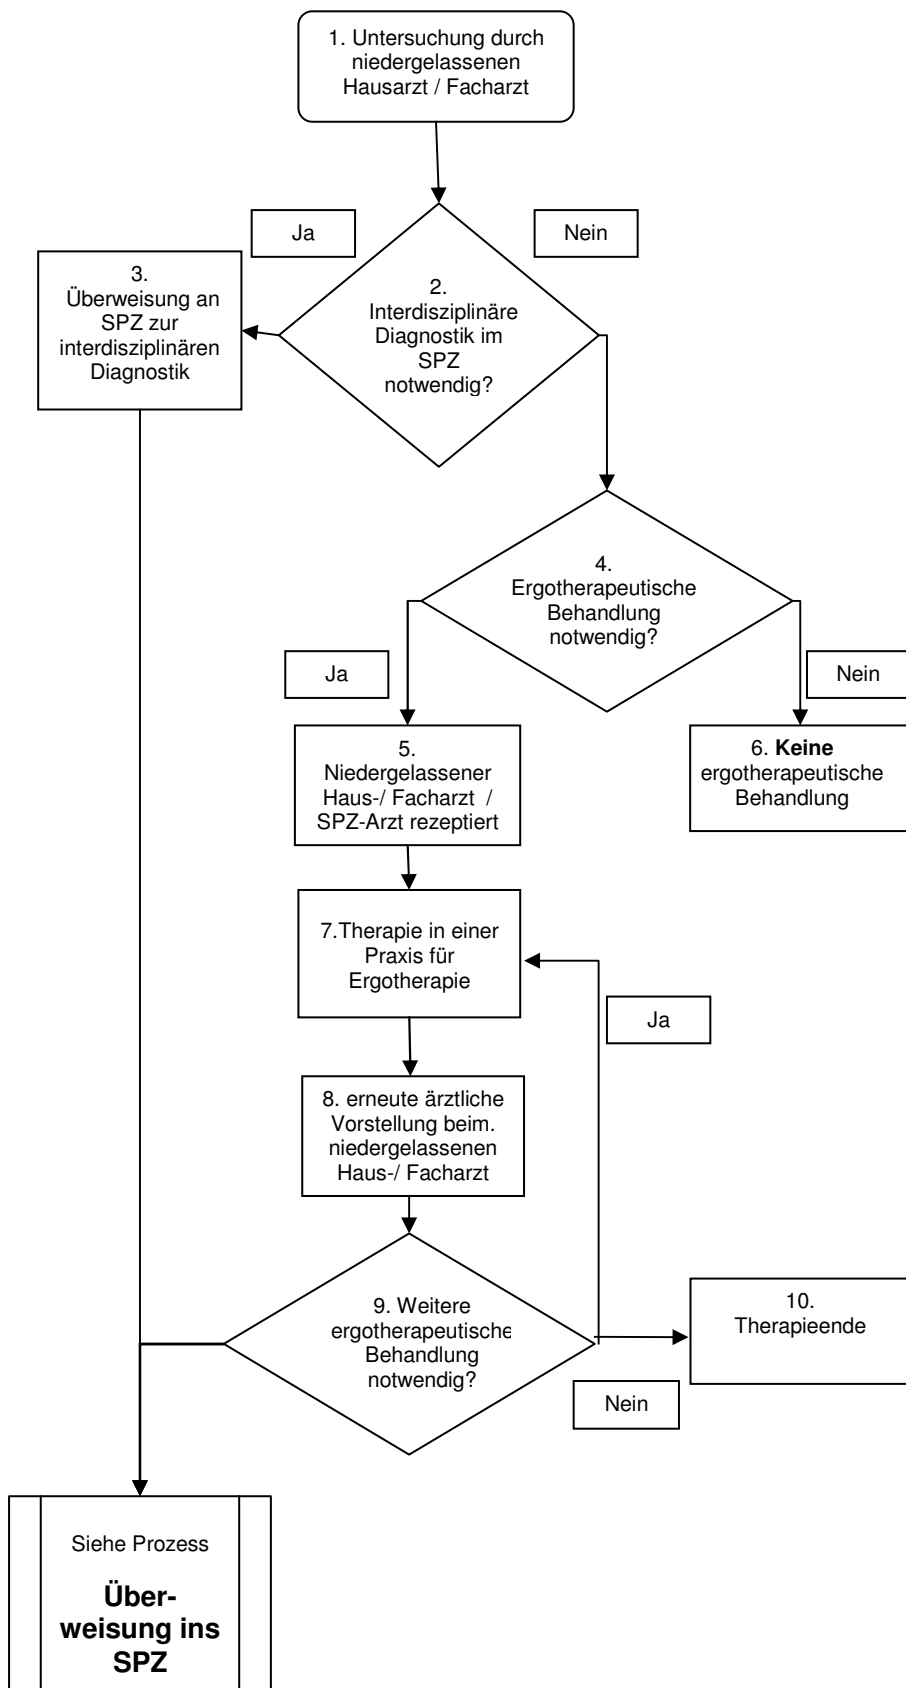 1. Untersuchung durch
niedergelassenen
Hausarzt / Facharzt
Ja
Nein
2.
Interdisziplinäre
Diagnostik im
SPZ
notwendig?
3.
Überweisung an
SPZ zur
interdisziplinären
Diagnostik
4.
Ergotherapeutische
Behandlung
notwendig?
Ja
Nein
5.
Niedergelassener
Haus-/ Facharzt /
SPZ-Arzt rezeptiert
6. Keine
ergotherapeutische
Behandlung
7.Therapie in einer
Praxis für
Ergotherapie
Ja
8. erneute ärztliche
Vorstellung beim.
niedergelassenen
Haus-/ Facharzt
9. Weitere
ergotherapeutische
Behandlung
notwendig?
10.
Therapieende
Nein
Siehe Prozess
Über-
weisung ins
SPZ